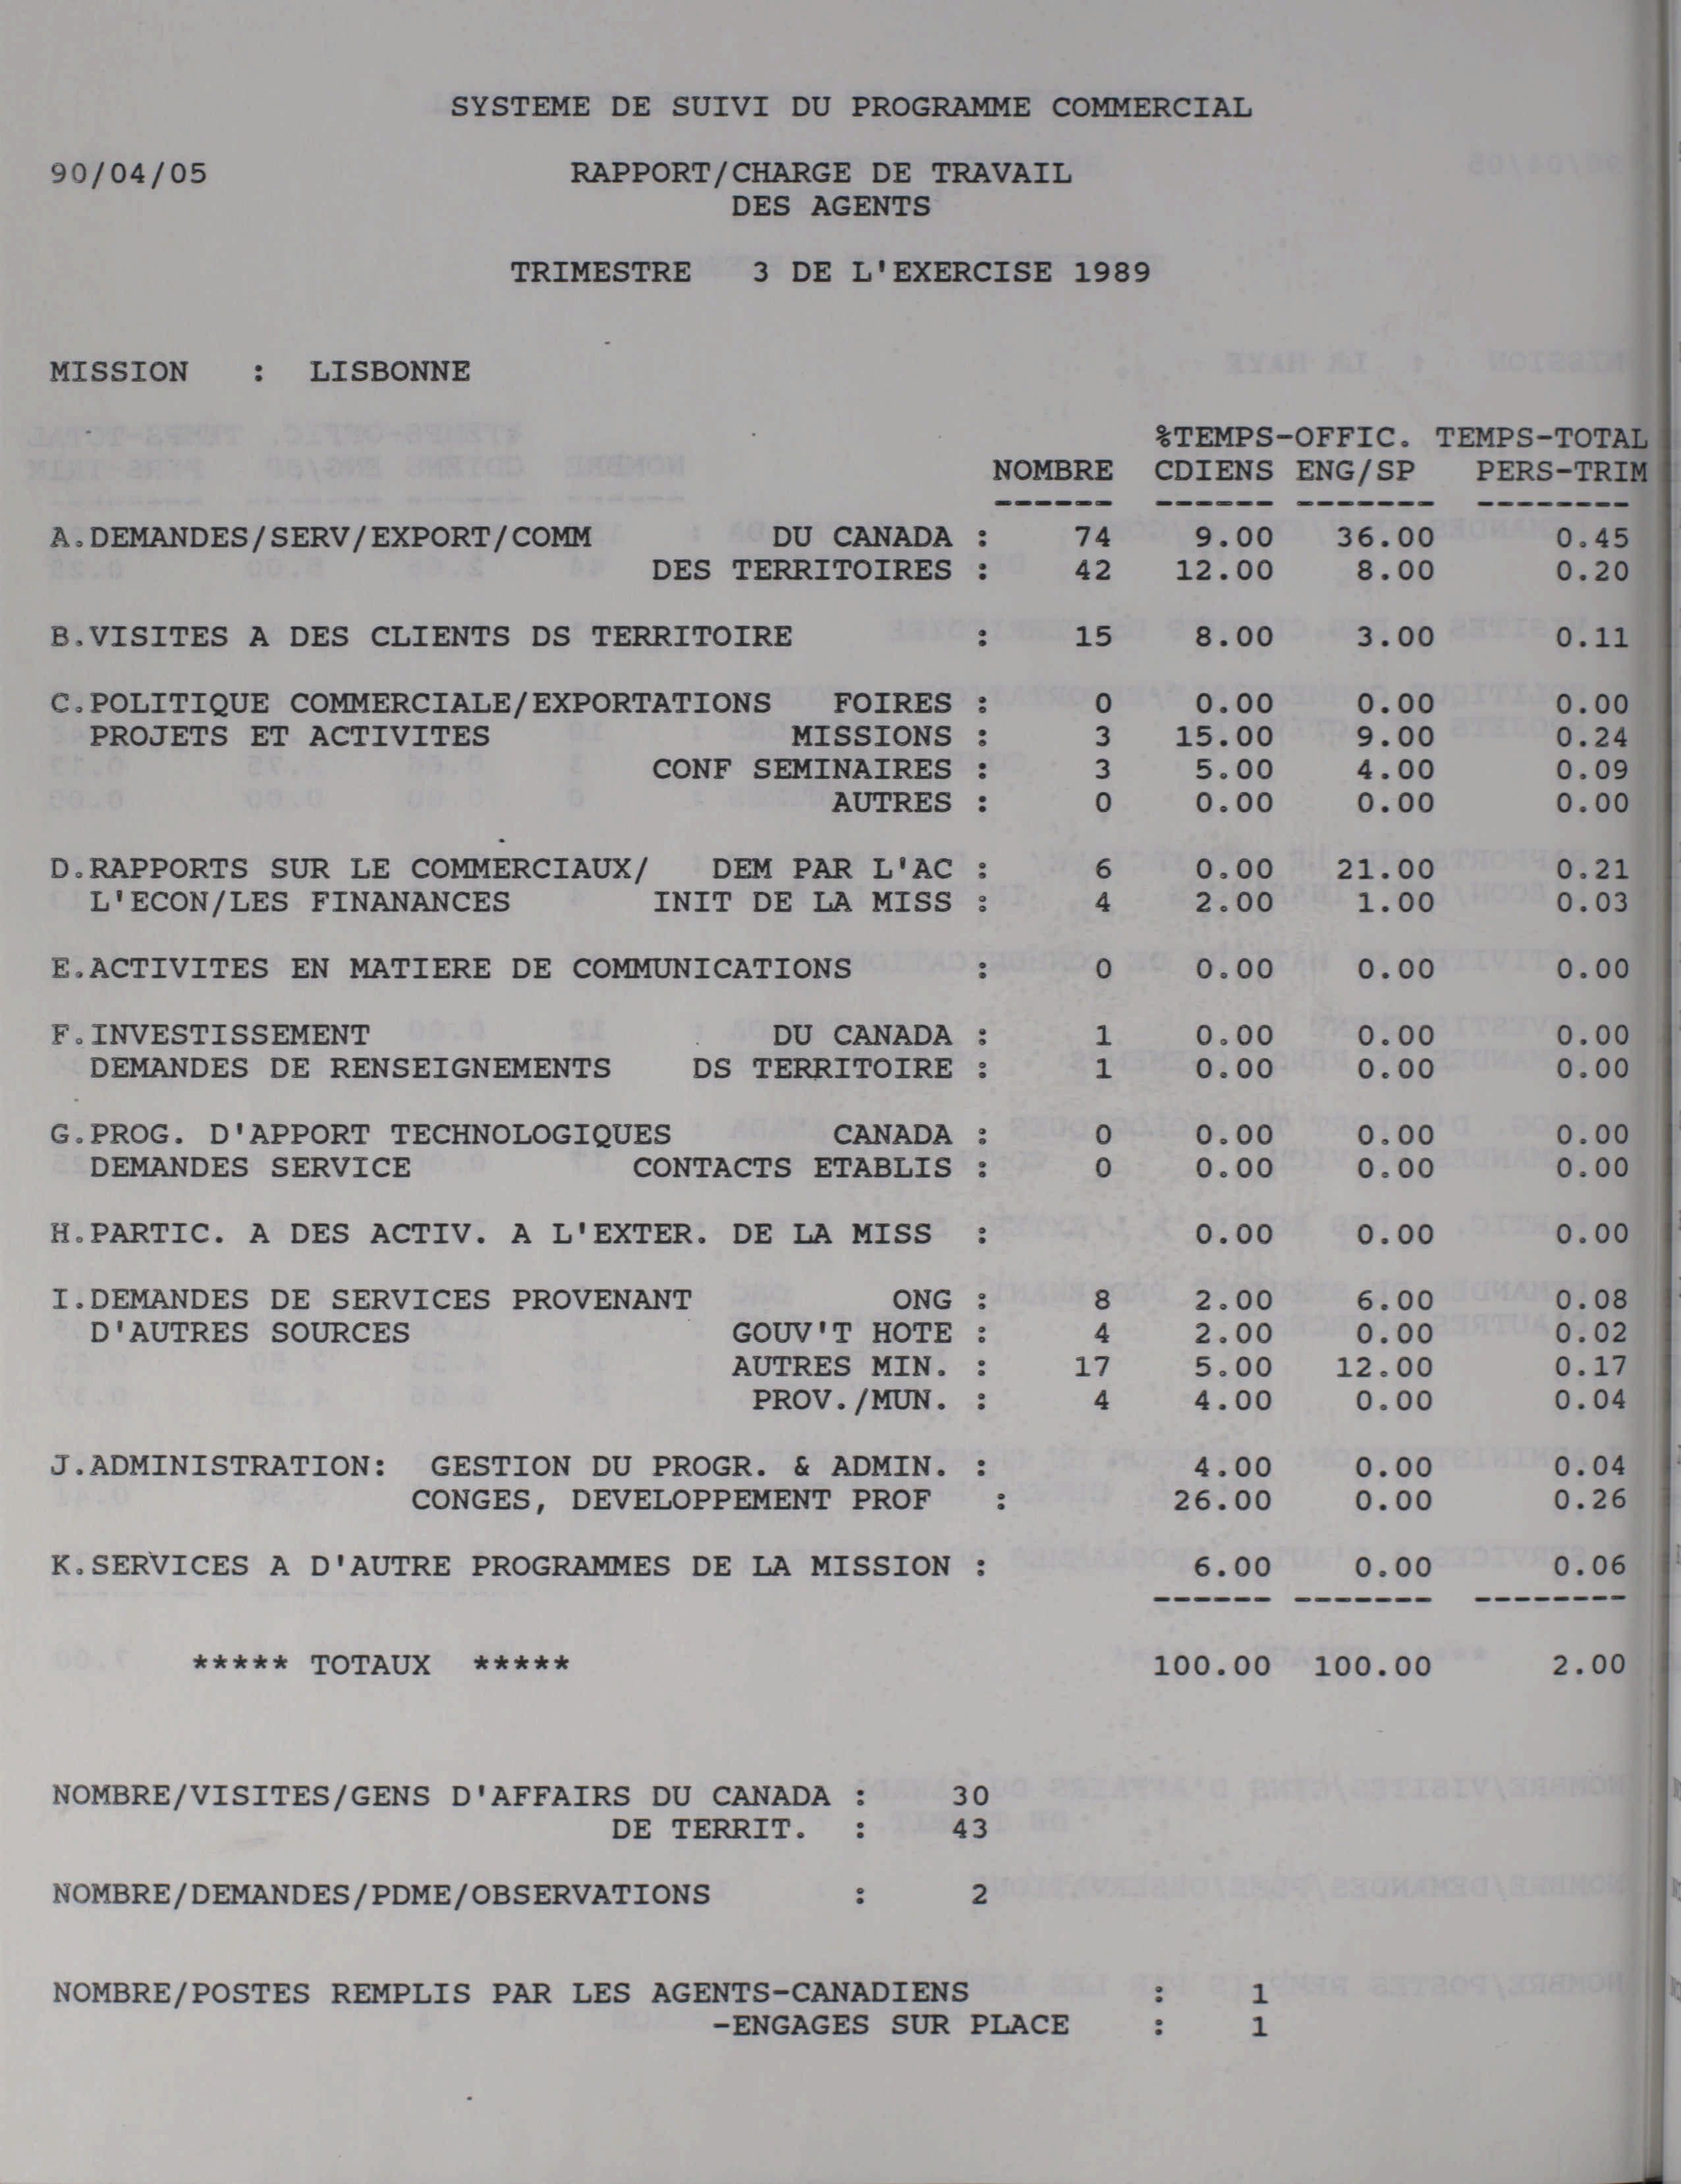 SYSTEME DE SUIVI DU PROGRAMME COMMERCIAL
90/04/05 RAPPORT/CHARGE DE TRAVAIL
DES AGENTS
TRIMESTRE 3 DE L'EXERCISE 1989
MISSION : LISBONNE
%TEMPS-OFFIC. TEMPS-TOTAL
NOMBRE CDIENS ENG/SP PERS-TRIM
------ ------ ------- --------
A.DEMANDES/SERV/EXPORT/COMM DU CANADA : 74 9.00 36.00 0.45
DES TERRITOIRES : 42 12.00 8.00 0.20
B.VISITES A DES CLIENTS DS TERRITOIRE : 15 8.00 3.00 0.11
C.POLITIQUE COMMERCIALE/EXPORTATIONS FOIRES : 0 0.00 0.00 0.00
PROJETS ET ACTIVITES MISSIONS : 3 15.00 9.00 0.24
CONF SEMINAIRES : 3 5.00 4.00 0.09
AUTRES : 0 0.00 0.00 0.00
D.RAPPORTS SUR LE COMMERCIAUX/ DEM PAR L'AC : 6 0.00 21.00 0.21
L'ECON/LES FINANANCES INIT DE LA MISS : 4 2.00 1.00 0.03
E.ACTIVITES EN MATIERE DE COMMUNICATIONS : 0 0.00 0.00 0.00
F.INVESTISSEMENT DU CANADA : 1 0.00 0.00 0.00
DEMANDES DE RENSEIGNEMENTS DS TERRITOIRE : 1 0.00 0.00 0.00
G.PROG. D'APPORT TECHNOLOGIQUES CANADA : 0 0.00 0.00 0.00
DEMANDES SERVICE CONTACTS ETABLIS : 0 0.00 0.00 0.00
H.PARTIC. A DES ACTIV. A L'EXTER. DE LA MISS : 0.00 0.00 0.00
I.DEMANDES DE SERVICES PROVENANT ONG : 8 2.00 6.00 0.08
D'AUTRES SOURCES GOUV'T HOTE : 4 2.00 0.00 0.02
AUTRES MIN. : 17 5.00 12.00 0.17
PROV./MUN. : 4 4.00 0.00 0.04
J.ADMINISTRATION: GESTION DU PROGR. & ADMIN. : 4.00 0.00 0.04
CONGES, DEVELOPPEMENT PROF : 26.00 0.00 0.26
K.SERVICES A D'AUTRE PROGRAMMES DE LA MISSION : 6.00 0.00 0.06
------ ------- --------
***** TOTAUX ***** 100.00 100.00 2.00
NOMBRE/VISITES/GENS D'AFFAIRS DU CANADA : 30
DE TERRIT. : 43
NOMBRE/DEMANDES/PDME/OBSERVATIONS : 2
NOMBRE/POSTES REMPLIS PAR LES AGENTS-CANADIENS : 1
-ENGAGES SUR PLACE : 1